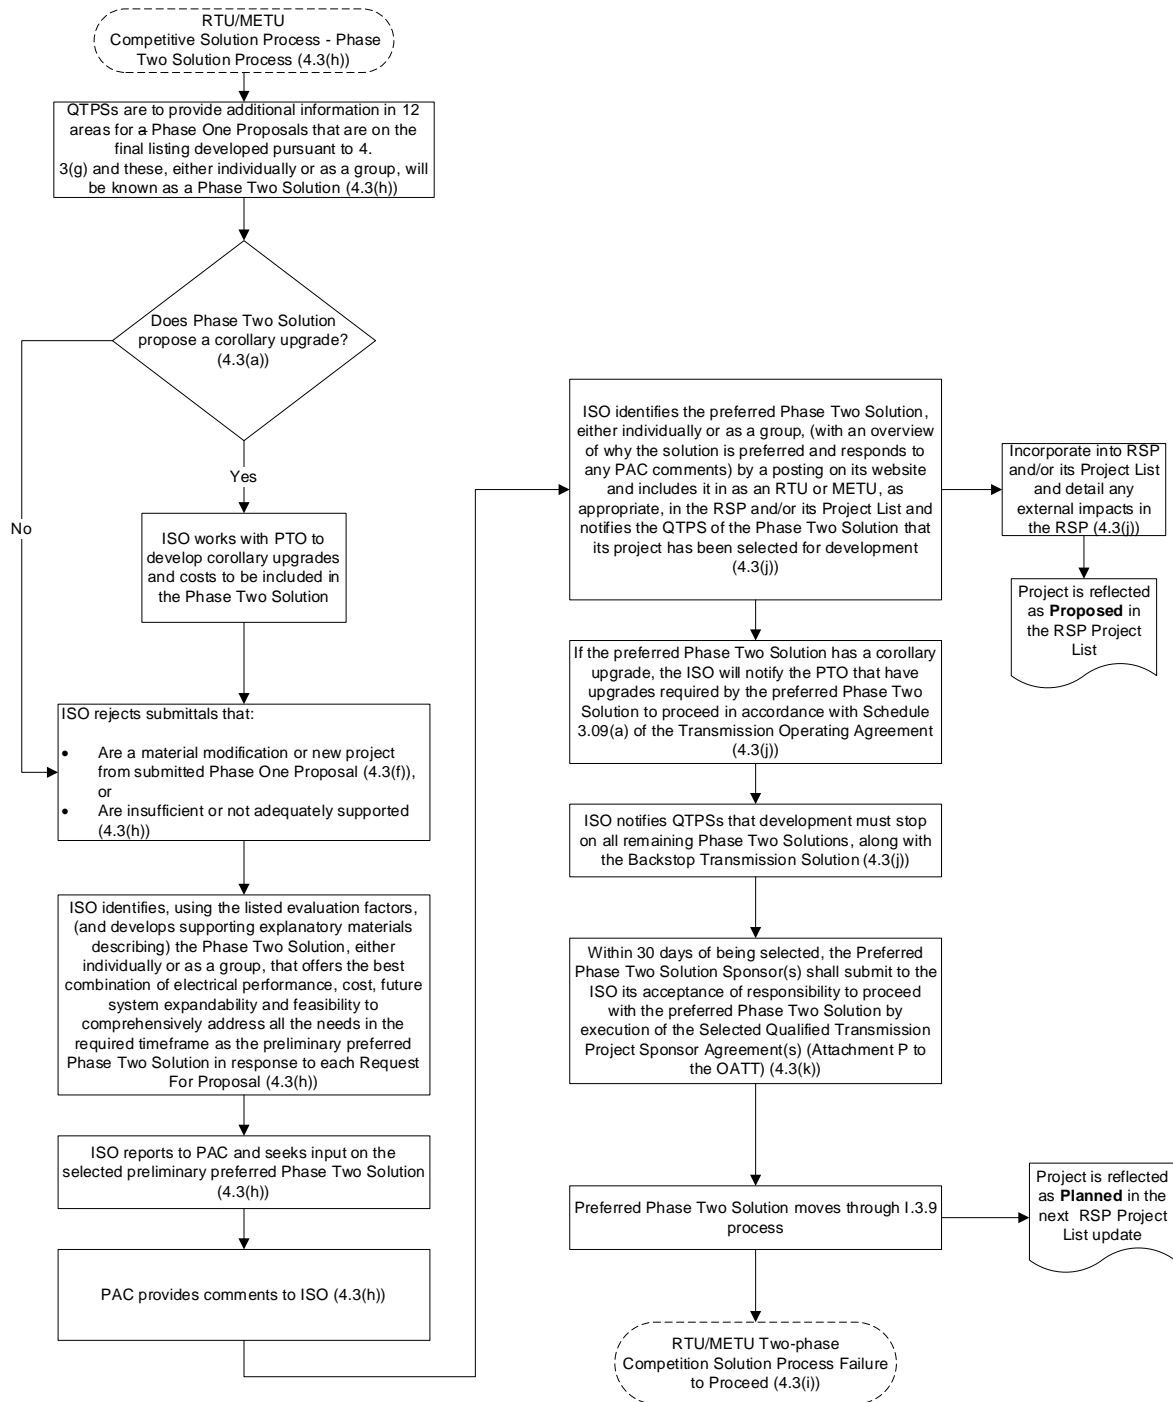 RTU/METU
Competitive Solution Process - Phase
Two Solution Process (4.3(h))
QTPSs are to provide additional information in 12
areas for a Phase One Proposals that are on the
final listing developed pursuant to 4.
3(g) and these, either individually or as a group, will
be known as a Phase Two Solution (4.3(h))
Does Phase Two Solution
propose a corollary upgrade?
(4.3(a))
Yes
No
ISO works with PTO to
develop corollary upgrades
and costs to be included in
the Phase Two Solution
ISO rejects submittals that:
• Are a material modification or new project
from submitted Phase One Proposal (4.3(f)),
or
• Are insufficient or not adequately supported
(4.3(h))
ISO identifies, using the listed evaluation factors,
(and develops supporting explanatory materials
describing) the Phase Two Solution, either
individually or as a group, that offers the best
combination of electrical performance, cost, future
system expandability and feasibility to
comprehensively address all the needs in the
required timeframe as the preliminary preferred
Phase Two Solution in response to each Request
For Proposal (4.3(h))
ISO reports to PAC and seeks input on the
selected preliminary preferred Phase Two Solution
(4.3(h))
PAC provides comments to ISO (4.3(h))
ISO identifies the preferred Phase Two Solution,
either individually or as a group, (with an overview
of why the solution is preferred and responds to
any PAC comments) by a posting on its website
and includes it in as an RTU or METU, as
appropriate, in the RSP and/or its Project List and
notifies the QTPS of the Phase Two Solution that
its project has been selected for development
(4.3(j))
Incorporate into RSP
and/or its Project List
and detail any
external impacts in
the RSP (4.3(j))
Project is reflected
as Proposed in
the RSP Project
List
If the preferred Phase Two Solution has a corollary
upgrade, the ISO will notify the PTO that have
upgrades required by the preferred Phase Two
Solution to proceed in accordance with Schedule
3.09(a) of the Transmission Operating Agreement
(4.3(j))
ISO notifies QTPSs that development must stop
on all remaining Phase Two Solutions, along with
the Backstop Transmission Solution (4.3(j))
Within 30 days of being selected, the Preferred
Phase Two Solution Sponsor(s) shall submit to the
ISO its acceptance of responsibility to proceed
with the preferred Phase Two Solution by
execution of the Selected Qualified Transmission
Project Sponsor Agreement(s) (Attachment P to
the OATT) (4.3(k))
Preferred Phase Two Solution moves through I.3.9
process
Project is reflected
as Planned in the
next RSP Project
List update
RTU/METU Two-phase
Competition Solution Process Failure
to Proceed (4.3(i))